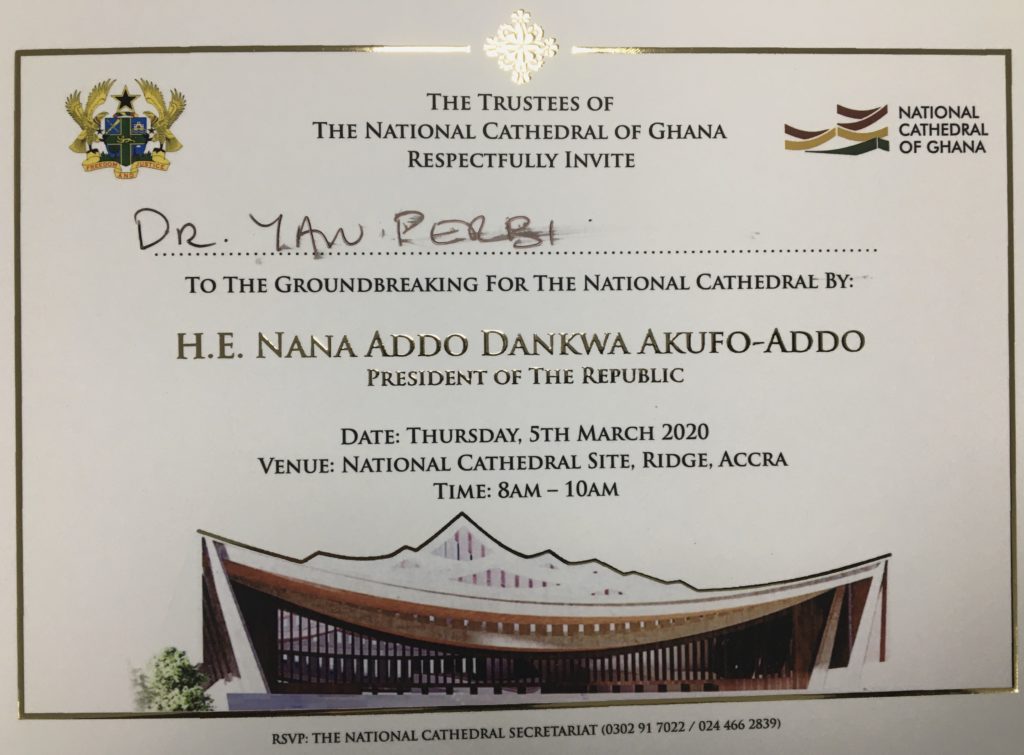 THE TRUSTEES OF
THE NATIONAL CATHEDRAL OF GHANA
RESPECTFULLY INVITE
FREEDOM AND JUSTICE
NATIONAL
CATHEDRAL
OF GHANA
DR. YAW PERBI
TO THE GROUNDBREAKING FOR THE NATIONAL CATHEDRAL BY:
H.E. NANA ADDO DANKWA AKUFO-ADDO
PRESIDENT OF THE REPUBLIC
DATE: THURSDAY, 5TH MARCH 2020
VENUE: NATIONAL CATHEDRAL SITE, RIDGE, ACCRA
TIME: 8AM – 10AM
RSVP: THE NATIONAL CATHEDRAL SECRETARIAT (0302 91 7022 / 024 466 2839)